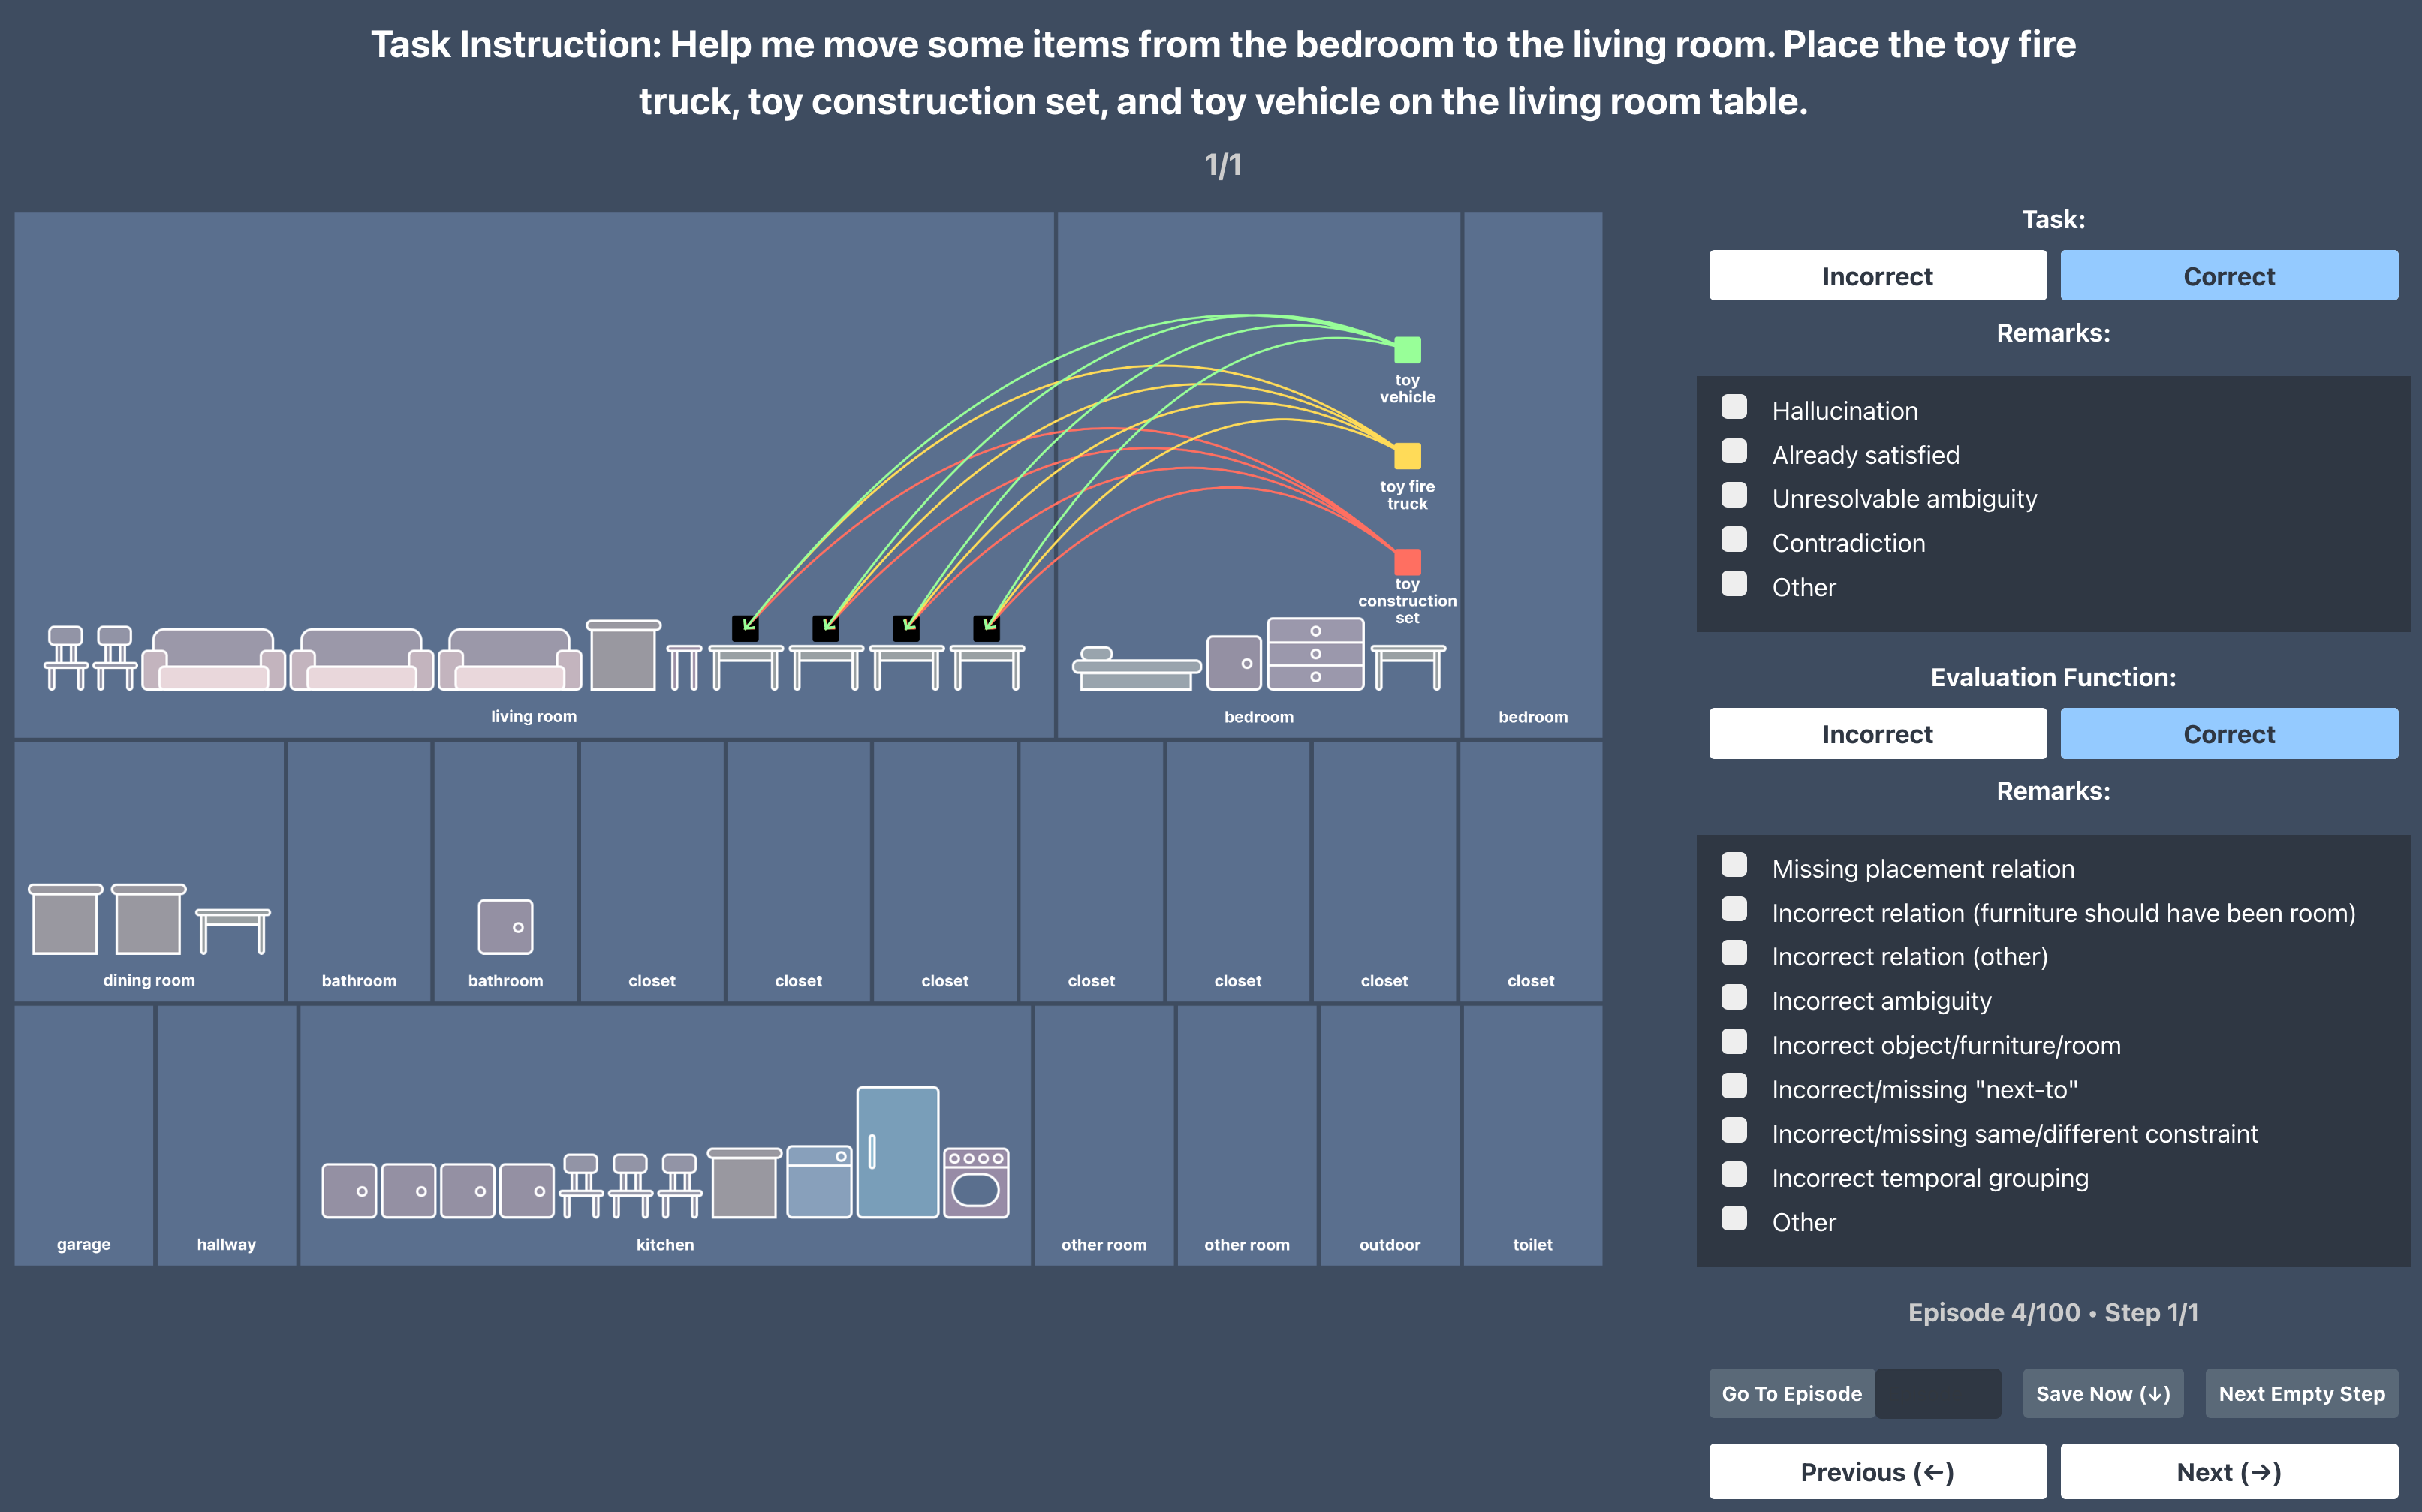 Task Instruction: Help me move some items from the bedroom to the living room. Place the toy fire
truck, toy construction set, and toy vehicle on the living room table.
1/1
toy
vehicle
toy fire
truck
toy
construction
set
living room
bedroom
bedroom
dining room
bathroom
bathroom
closet
closet
closet
closet
closet
closet
closet
garage
hallway
kitchen
other room
other room
outdoor
toilet
Task:
Incorrect
Correct
Remarks:
Hallucination
Already satisfied
Unresolvable ambiguity
Contradiction
Other
Evaluation Function:
Incorrect
Correct
Remarks:
Missing placement relation
Incorrect relation (furniture should have been room)
Incorrect relation (other)
Incorrect ambiguity
Incorrect object/furniture/room
Incorrect/missing "next-to"
Incorrect/missing same/different constraint
Incorrect temporal grouping
Other
Episode 4/100 • Step 1/1
Go To Episode
Save Now (↓)
Next Empty Step
Previous (←)
Next (→)